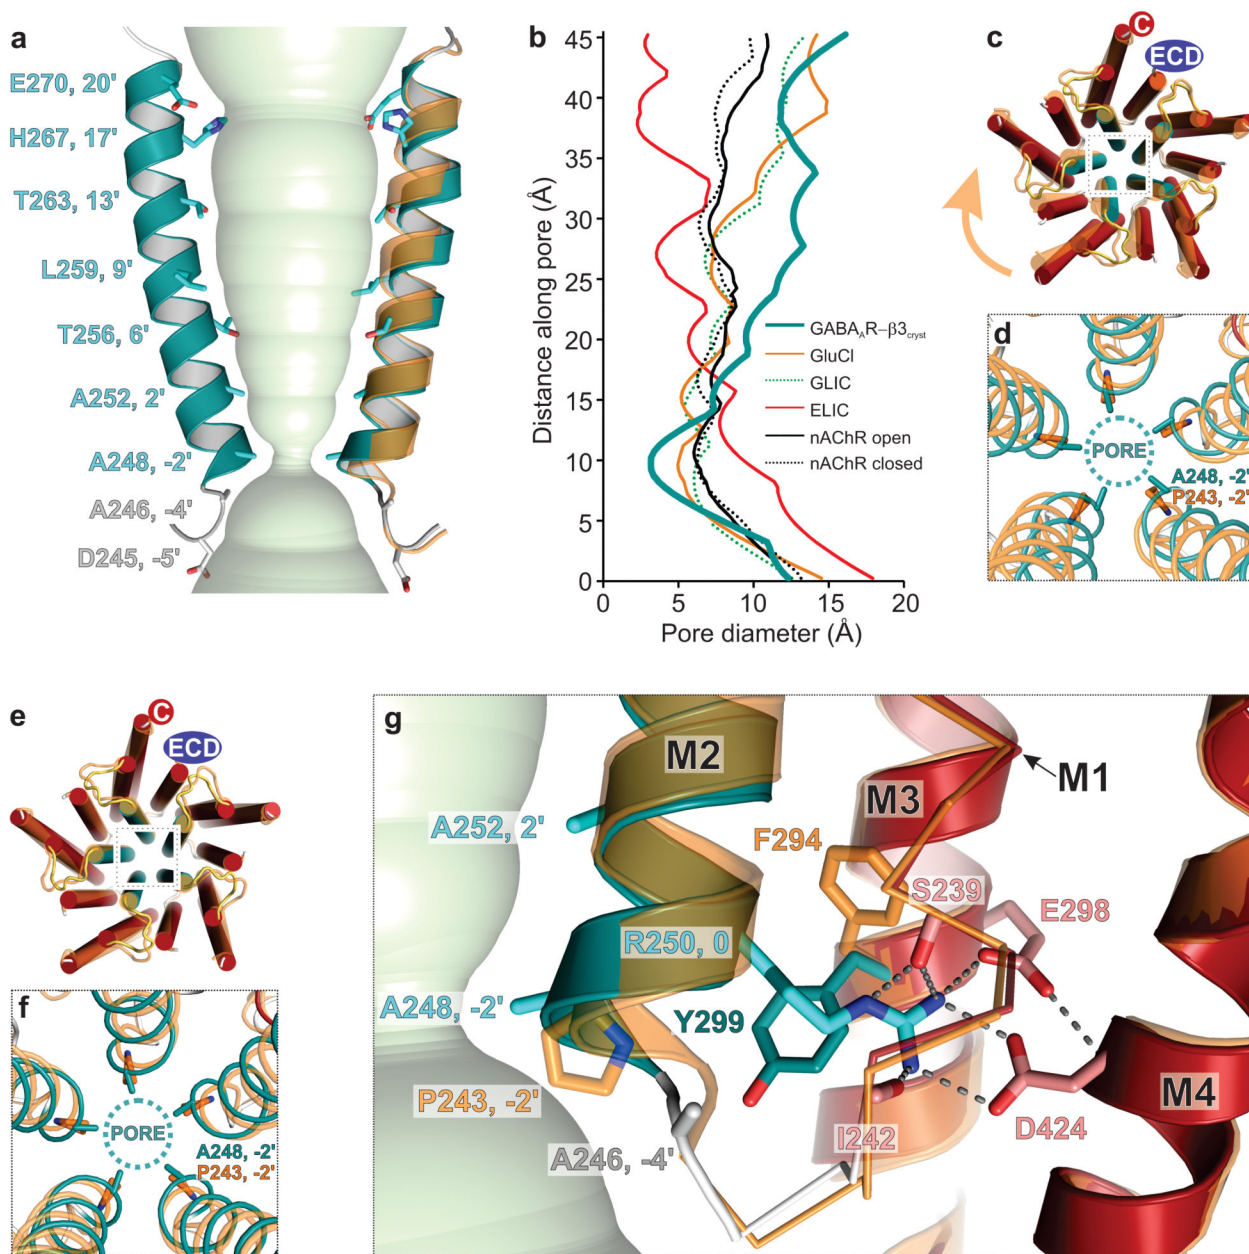 a
E270, 20'
H267, 17'
T263, 13'
L259, 9'
T256, 6'
A252, 2'
A248, -2'
A246, -4'
D245, -5'
b
Distance along pore (Å)
45
40
35
30
25
20
15
10
5
0
0 5 10 15 20
Pore diameter (Å)
GABA_AR–β3_cryst
GluCl
GLIC
ELIC
nAChR open
nAChR closed
c
C
ECD
d
PORE
A248, -2'
P243, -2'
e
C
ECD
f
PORE
A248, -2'
P243, -2'
g
M2
M1
M3
A252, 2'
F294
S239
E298
R250, 0
A248, -2'
Y299
P243, -2'
M4
I242
D424
A246, -4'